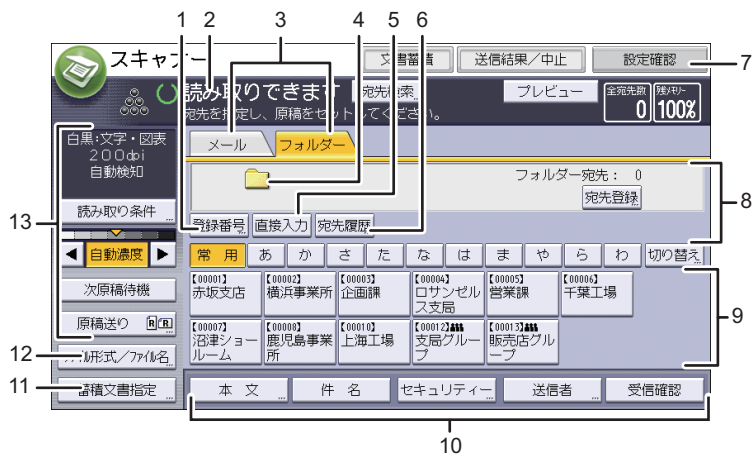 1 2 3 4 5 6
スキャナー 文書蓄積 送信結果／中止 設定確認 7
読み取りできます 宛先検索 プレビュー 全宛先数 0 残ﾒﾓﾘｰ 100%
宛先を指定し、原稿をセットしてください。
白黒:文字・図表
200dpi
自動検知
メール フォルダー
フォルダー宛先： 0
宛先登録
8
13
読み取り条件
登録番号 直接入力 宛先履歴
自動濃度
常用 あ か さ た な は ま や ら わ 切り替え
次原稿待機
【00001】 【00002】 【00003】 【00004】 【00005】 【00006】
赤坂支店 横浜事業所 企画課 ロサンゼルス支局 営業課 千葉工場
9
原稿送り
【00007】 【00008】 【00010】 【00012】 【00013】
沼津ショールーム 鹿児島事業所 上海工場 支局グループ 販売店グループ
12 ﾌｧｲﾙ形式／ﾌｧｲﾙ名
11 蓄積文書指定
本文 件名 セキュリティー 送信者 受信確認
10